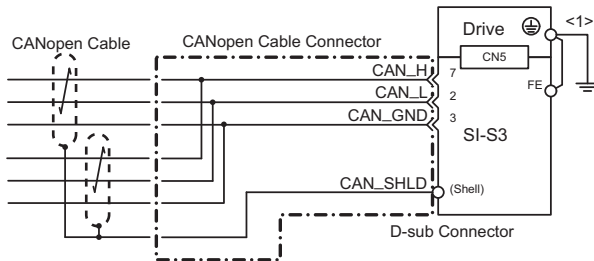 Drive
<1>
CANopen Cable
CANopen Cable Connector
CN5
CAN_H
7
FE
CAN_L
2
CAN_GND
3
SI-S3
CAN_SHLD
(Shell)
D-sub Connector